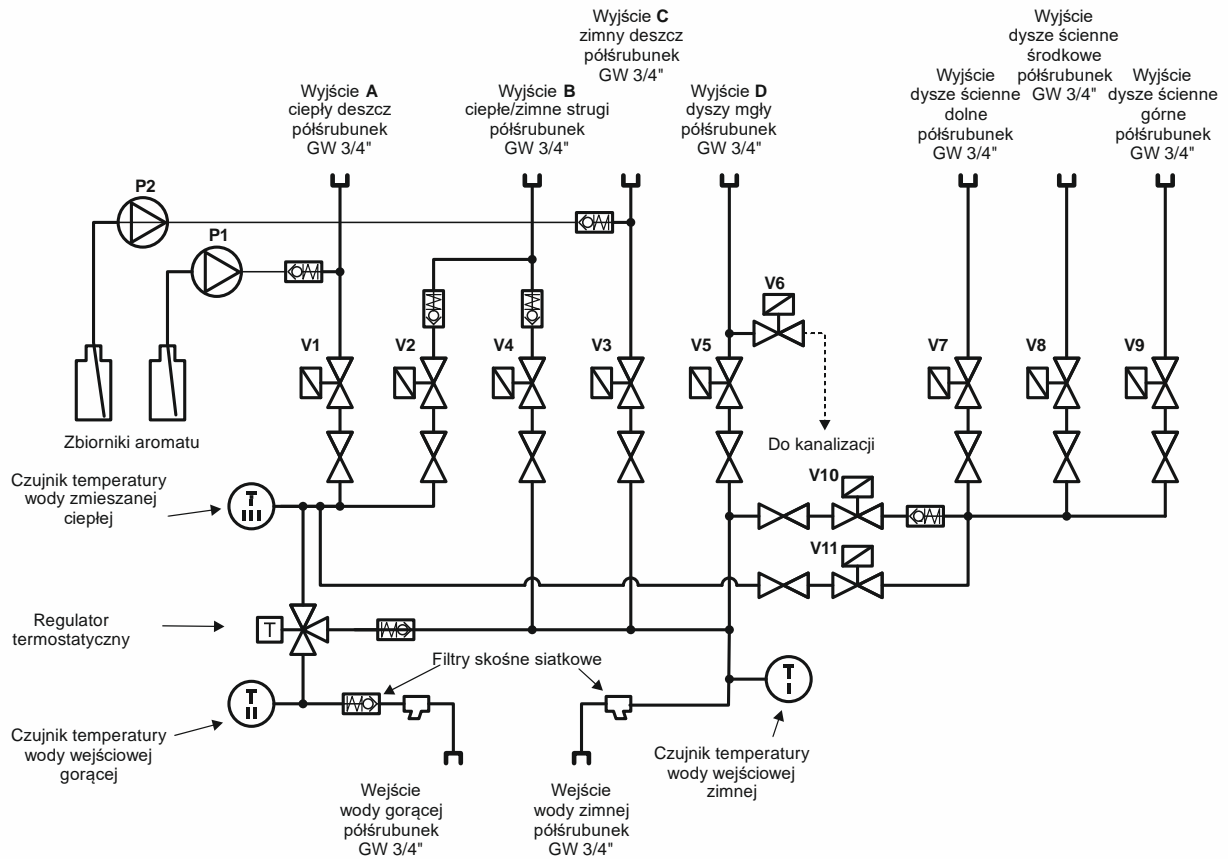 Wyjście C
zimny deszcz
półśrubunek
GW 3/4"
Wyjście
dysze ścienne
środkowe
półśrubunek
GW 3/4"
Wyjście A
ciepły deszcz
półśrubunek
GW 3/4"
Wyjście B
ciepłe/zimne strugi
półśrubunek
GW 3/4"
Wyjście D
dyszy mgły
półśrubunek
GW 3/4"
Wyjście
dysze ścienne
dolne
półśrubunek
GW 3/4"
Wyjście
dysze ścienne
górne
półśrubunek
GW 3/4"
P2
P1
V6
V1
V2
V4
V3
V5
V7
V8
V9
Zbiorniki aromatu
Do kanalizacji
Czujnik temperatury
wody zmieszanej
ciepłej
T
III
V10
V11
Regulator
termostatyczny
T
Filtry skośne siatkowe
T
II
T
I
Czujnik temperatury
wody wejściowej
gorącej
Czujnik temperatury
wody wejściowej
zimnej
Wejście
wody gorącej
półśrubunek
GW 3/4"
Wejście
wody zimnej
półśrubunek
GW 3/4"